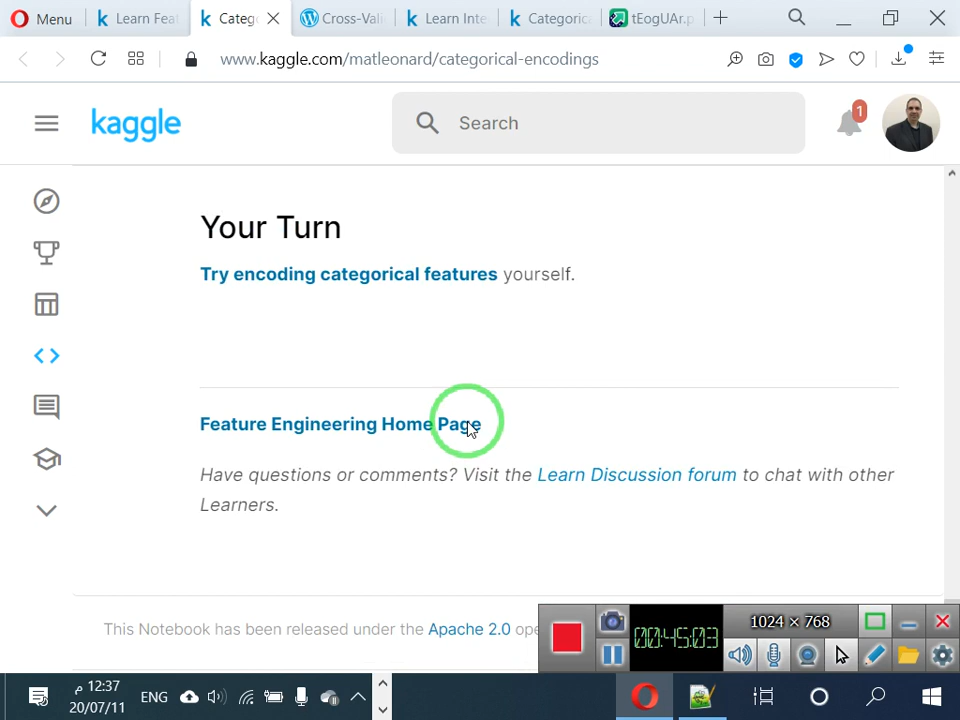 Menu
Learn Feat
Categ
Cross-Vali
Learn Inte
Categorica
tEogUAr.p
www.kaggle.com/matleonard/categorical-encodings
kaggle
Search
1
Your Turn
Try encoding categorical features yourself.
Feature Engineering Home Page
Have questions or comments? Visit the Learn Discussion forum to chat with other
Learners.
This Notebook has been released under the Apache 2.0 ope
00:45:03
1024 × 768
12:37 م
ENG
20/07/11